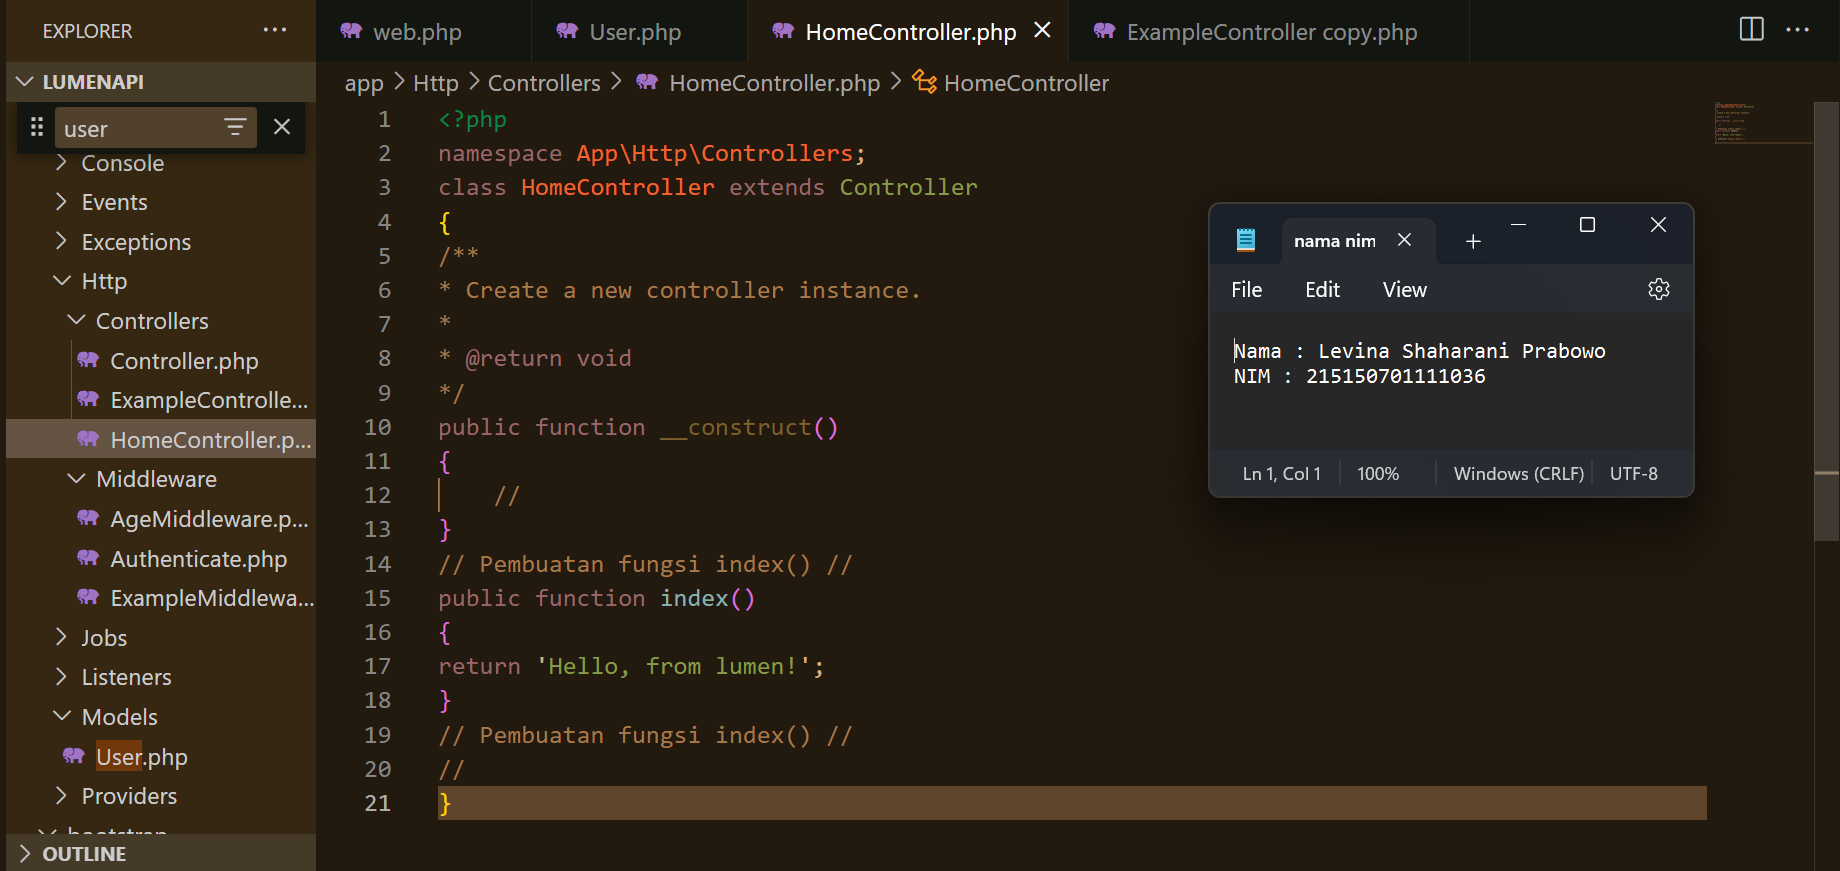 EXPLORER
LUMENAPI
user
Console
Events
Exceptions
Http
Controllers
Controller.php
ExampleControlle...
HomeController.p...
Middleware
AgeMiddleware.p...
Authenticate.php
ExampleMiddlewa...
Jobs
Listeners
Models
User.php
Providers
OUTLINE
web.php
User.php
HomeController.php
ExampleController copy.php
app > Http > Controllers > HomeController.php > HomeController
1 <?php
2 namespace App\Http\Controllers;
3 class HomeController extends Controller
4 {
5 /**
6 * Create a new controller instance.
7 *
8 * @return void
9 */
10 public function __construct()
11 {
12     //
13 }
14 // Pembuatan fungsi index() //
15 public function index()
16 {
17 return 'Hello, from lumen!';
18 }
19 // Pembuatan fungsi index() //
20 //
21 }
nama nim
File Edit View
Nama : Levina Shaharani Prabowo
NIM : 215150701111036
Ln 1, Col 1 100% Windows (CRLF) UTF-8